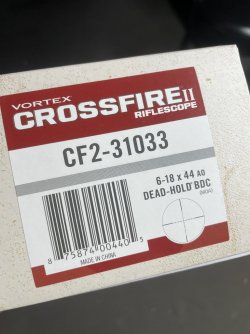 VORTEX
CROSSFIRE II
RIFLESCOPE
CF2-31033
6-18 x 44 AO
DEAD-HOLD® BDC
(MOA)
8 75874 00440 5
MADE IN CHINA